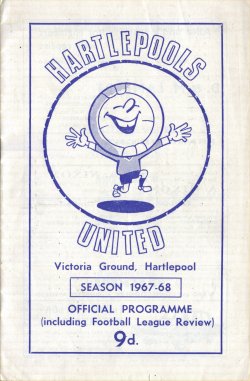 HARTLEPOOLS
UNITED
Victoria Ground, Hartlepool
SEASON 1967-68
OFFICIAL PROGRAMME
(including Football League Review)
9d.